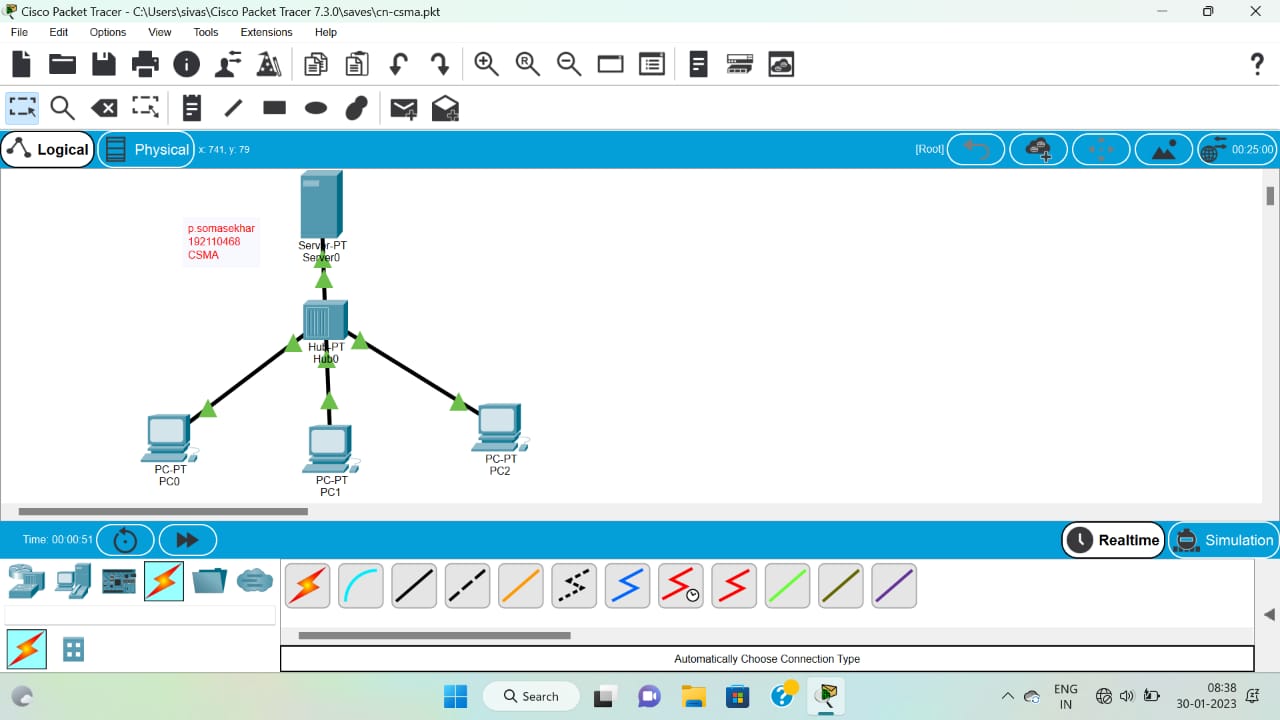 Cisco Packet Tracer - C:\Users\sivas\Cisco Packet Tracer 7.3.0\saves\cn-csma.pkt
File Edit Options View Tools Extensions Help
R
?
Logical Physical x: 741, y: 79 [Root] 00:25:00
p.somasekhar
192110468
CSMA
Server-PT
Server0
Hub-PT
Hub0
PC-PT
PC0
PC-PT
PC1
PC-PT
PC2
Time: 00:00:51 Realtime Simulation
Automatically Choose Connection Type
Search
ENG
IN
08:38
30-01-2023